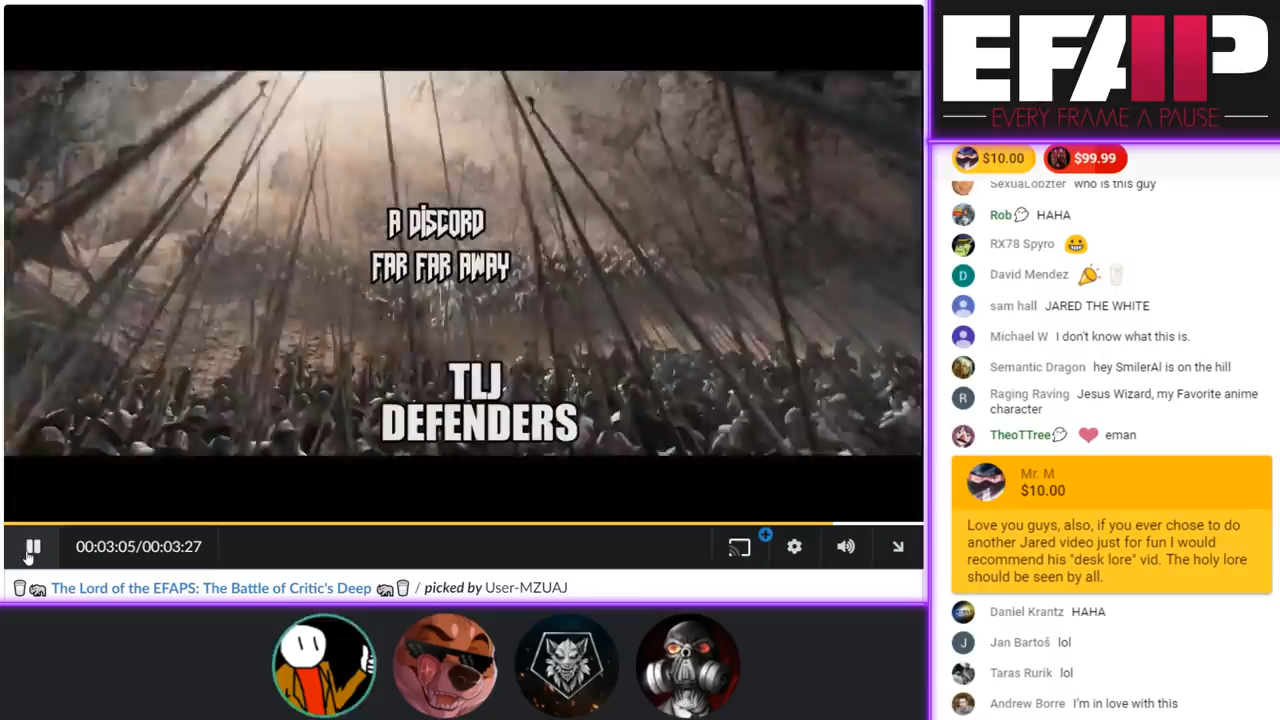 A DISCORD
FAR FAR AWAY
TLJ
DEFENDERS
00:03:05/00:03:27
The Lord of the EFAPS: The Battle of Critic's Deep / picked by User-MZUAJ
EFAP
EVERY FRAME A PAUSE
$10.00 $99.99
SexuaLobzter who is this guy
Rob HAHA
RX78 Spyro
D David Mendez
sam hall JARED THE WHITE
Michael W I don't know what this is.
Semantic Dragon hey SmilerAl is on the hill
R Raging Raving Jesus Wizard, my Favorite anime
character
TheoTTree eman
Mr. M
$10.00
Love you guys, also, if you ever chose to do
another Jared video just for fun I would
recommend his "desk lore" vid. The holy lore
should be seen by all.
Daniel Krantz HAHA
J Jan Bartoš lol
Taras Rurik lol
Andrew Borre I'm in love with this